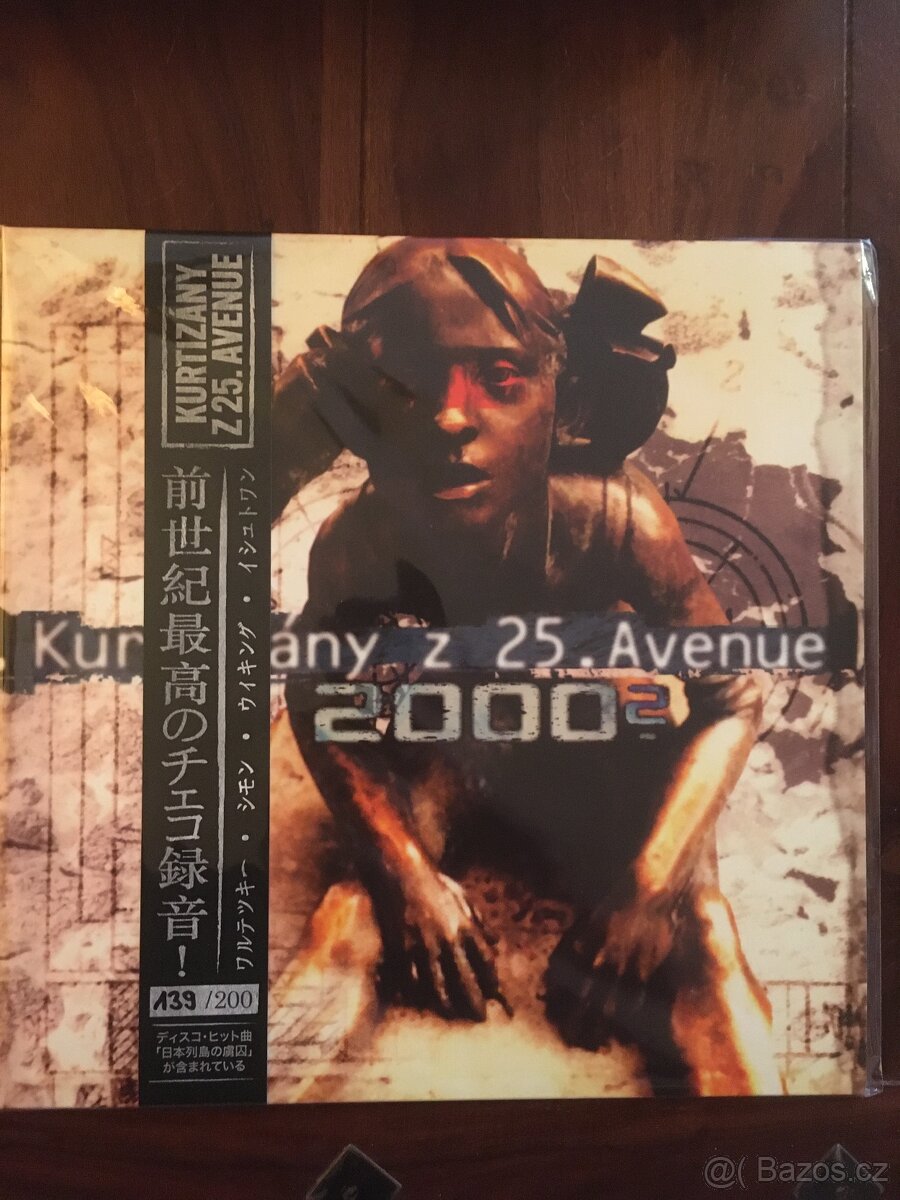 KURTIZÁNY
Z 25. AVENUE
前世紀最高のチェコ録音！
ワルテツキー・シモン・ウイキング・イシュトワン
139/200
ディスコ・ヒット曲
「日本列島の虜囚」
が含まれている
Kur ány z 25.Avenue
2000²
2
@( Bazos.cz